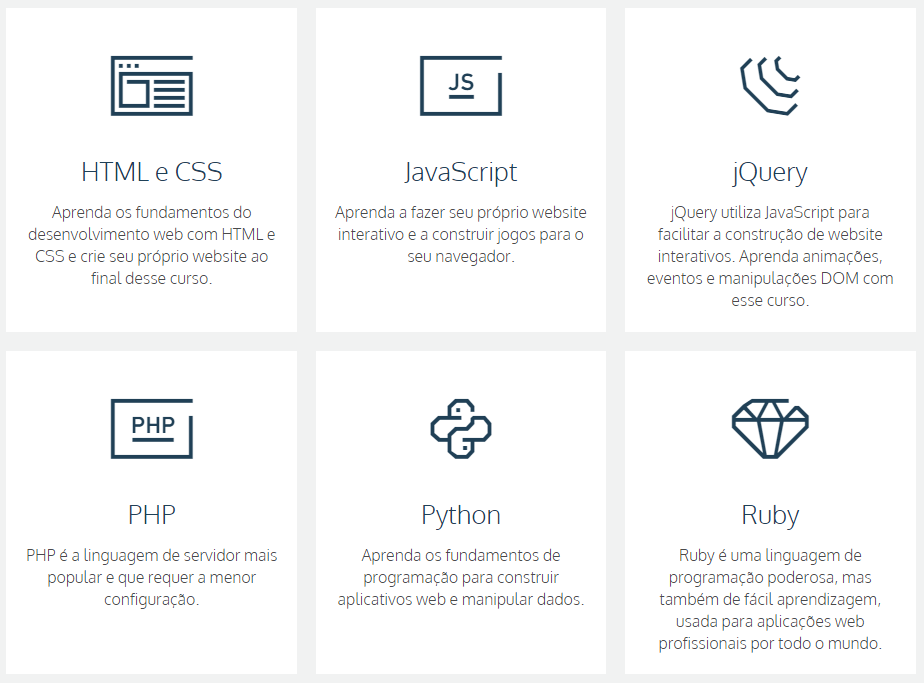 HTML e CSS
Aprenda os fundamentos do
desenvolvimento web com HTML e
CSS e crie seu próprio website ao
final desse curso.
JS
JavaScript
Aprenda a fazer seu próprio website
interativo e a construir jogos para o
seu navegador.
jQuery
jQuery utiliza JavaScript para
facilitar a construção de website
interativos. Aprenda animações,
eventos e manipulações DOM com
esse curso.
PHP
PHP
PHP é a linguagem de servidor mais
popular e que requer a menor
configuração.
Python
Aprenda os fundamentos de
programação para construir
aplicativos web e manipular dados.
Ruby
Ruby é uma linguagem de
programação poderosa, mas
também de fácil aprendizagem,
usada para aplicações web
profissionais por todo o mundo.